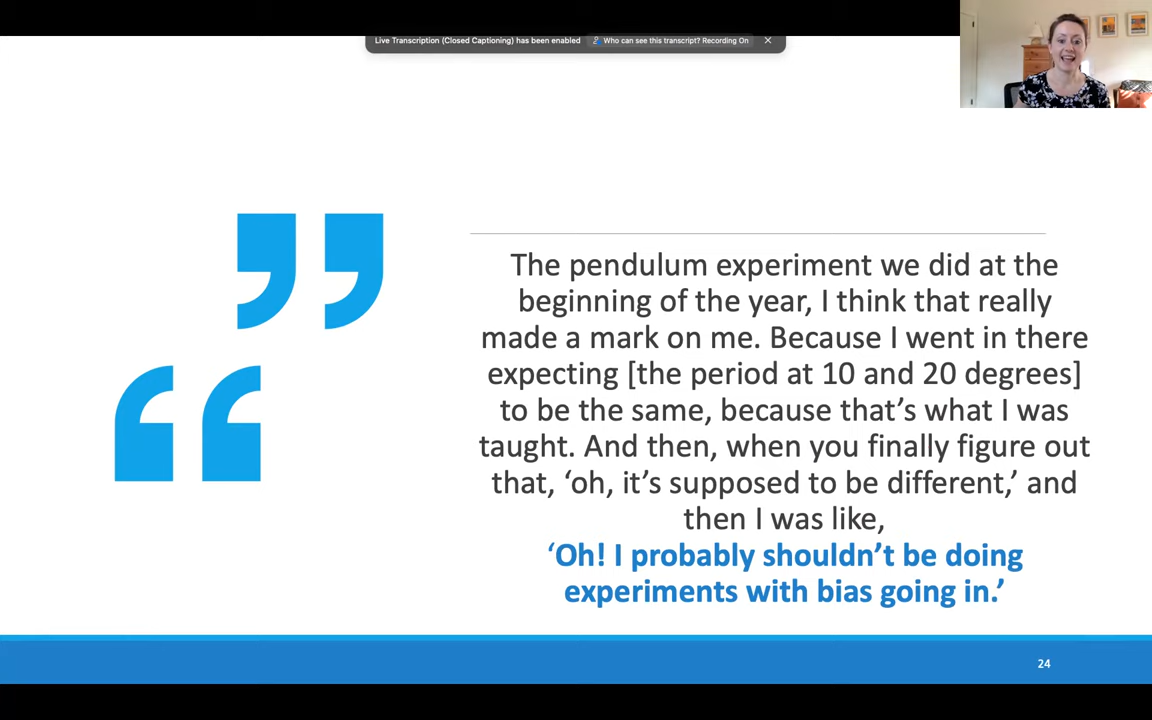 Live Transcription (Closed Captioning) has been enabled Who can see this transcript? Recording On
The pendulum experiment we did at the
beginning of the year, I think that really
made a mark on me. Because I went in there
expecting [the period at 10 and 20 degrees]
to be the same, because that’s what I was
taught. And then, when you finally figure out
that, ‘oh, it’s supposed to be different,’ and
then I was like,
‘Oh! I probably shouldn’t be doing
experiments with bias going in.’
24